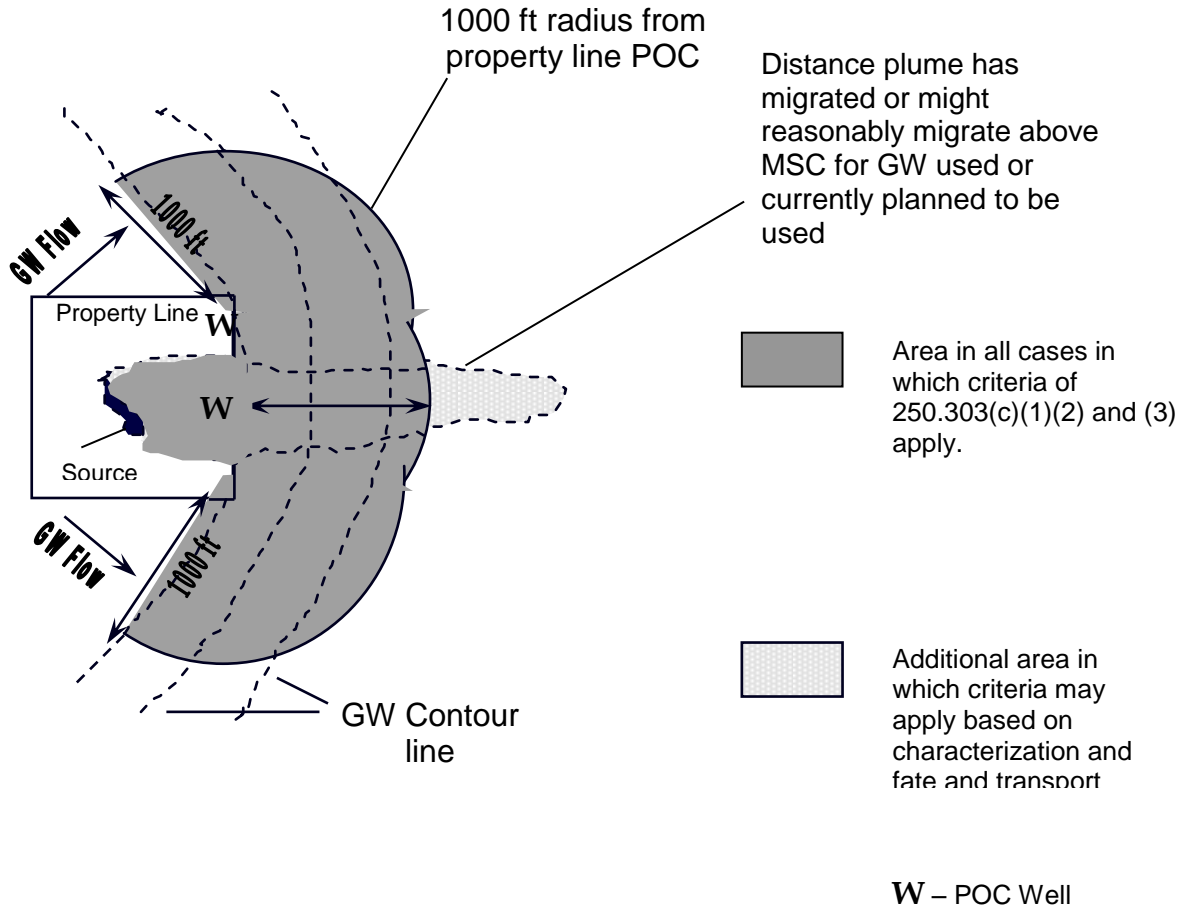 1000 ft radius from
property line POC
Distance plume has
migrated or might
reasonably migrate above
MSC for GW used or
currently planned to be
used
1000 ft
GW Flow
Property Line
W
W
Source
GW Flow
1000 ft
GW Contour
line
Area in all cases in
which criteria of
250.303(c)(1)(2) and (3)
apply.
Additional area in
which criteria may
apply based on
characterization and
fate and transport
W – POC Well